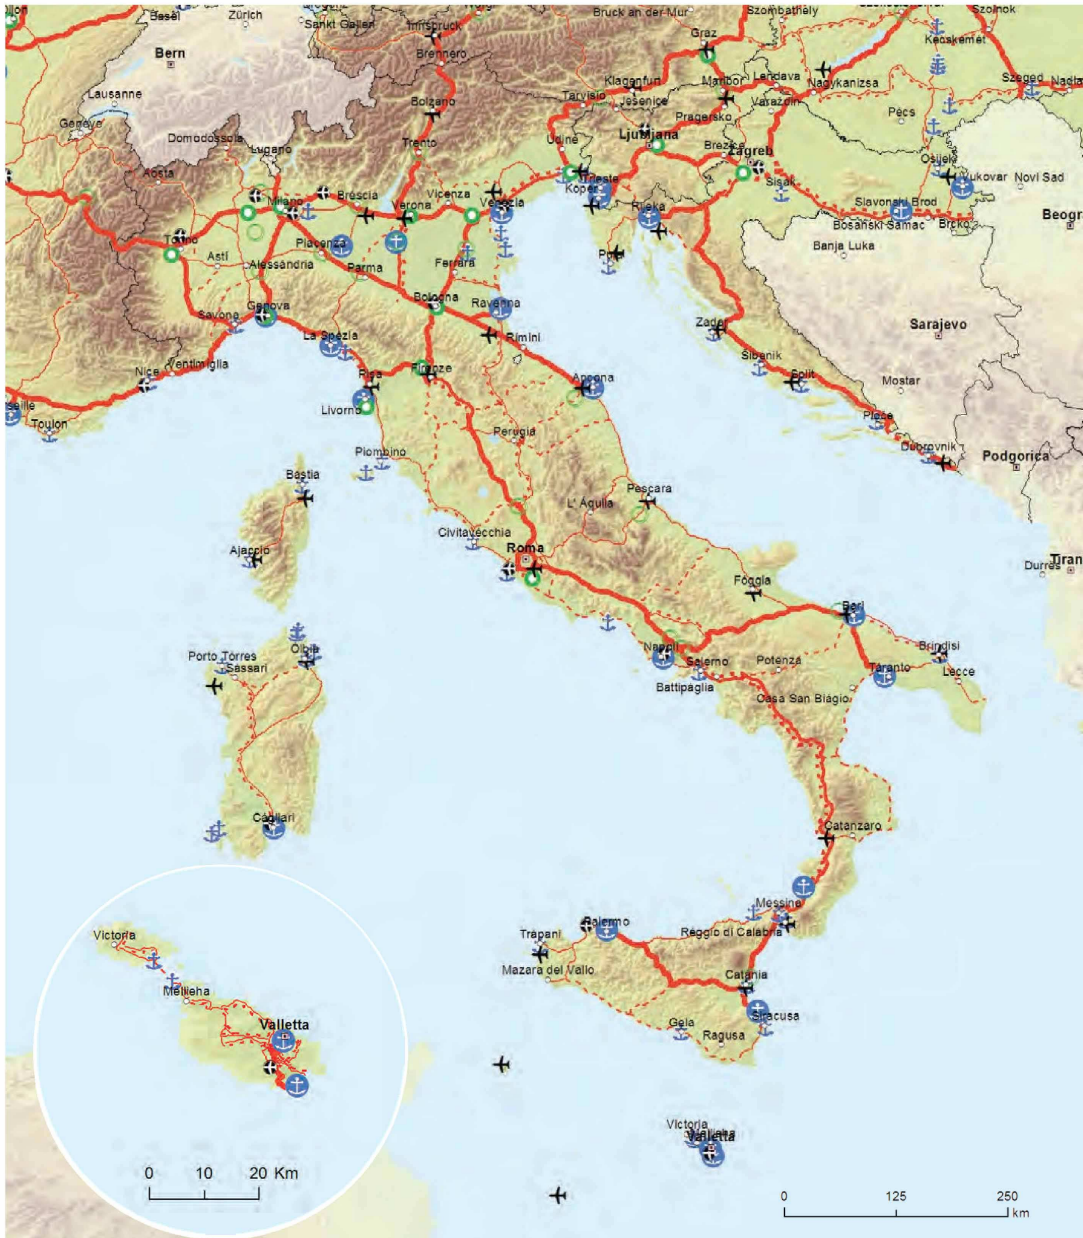 Basel
Zürich
Sankt Gallen
Innsbruck
Bruck an der Mur
Szombathely
Szolnok
Bern
Brennero
Graz
Kecskemét
Lausanne
Bolzano
Klagenfurt
Maribor
Lendava
Nagykanizsa
Szeged
Tarvisio
Jesenice
Varaždin
Genève
Domodossola
Trento
Pragersko
Pécs
Lugano
Udine
Ljubljana
Brežice
Zagreb
Aosta
Trieste
Koper
Sisak
Osijek
Vukovar
Novi Sad
Milano
Brescia
Verona
Vicenza
Venezia
Rijeka
Slavonski Brod
Torino
Piacenza
Bosanski Samac
Brcko
Asti
Alessandria
Parma
Ferrara
Banja Luka
Genova
Bologna
Ravenna
Savona
La Spezia
Rimini
Zadar
Sarajevo
Nice
Ventimiglia
Pisa
Firenze
Šibenik
Split
Mostar
Ancona
Livorno
Toulon
Ploče
Perugia
Dubrovnik
Podgorica
Piombino
Bastia
Pescara
L' Aquila
Civitavecchia
Ajaccio
Roma
Durrës
Foggia
Bari
Olbia
Porto Torres
Sassari
Napoli
Salerno
Potenza
Brindisi
Battipaglia
Taranto
Lecce
Casa San Biagio
Cagliari
Catanzaro
Messina
Palermo
Reggio di Calabria
Trapani
Mazara del Vallo
Catania
Siracusa
Gela
Ragusa
Victoria
Mellieha
Valletta
Victoria
Valletta
0 10 20 Km
0 125 250
km